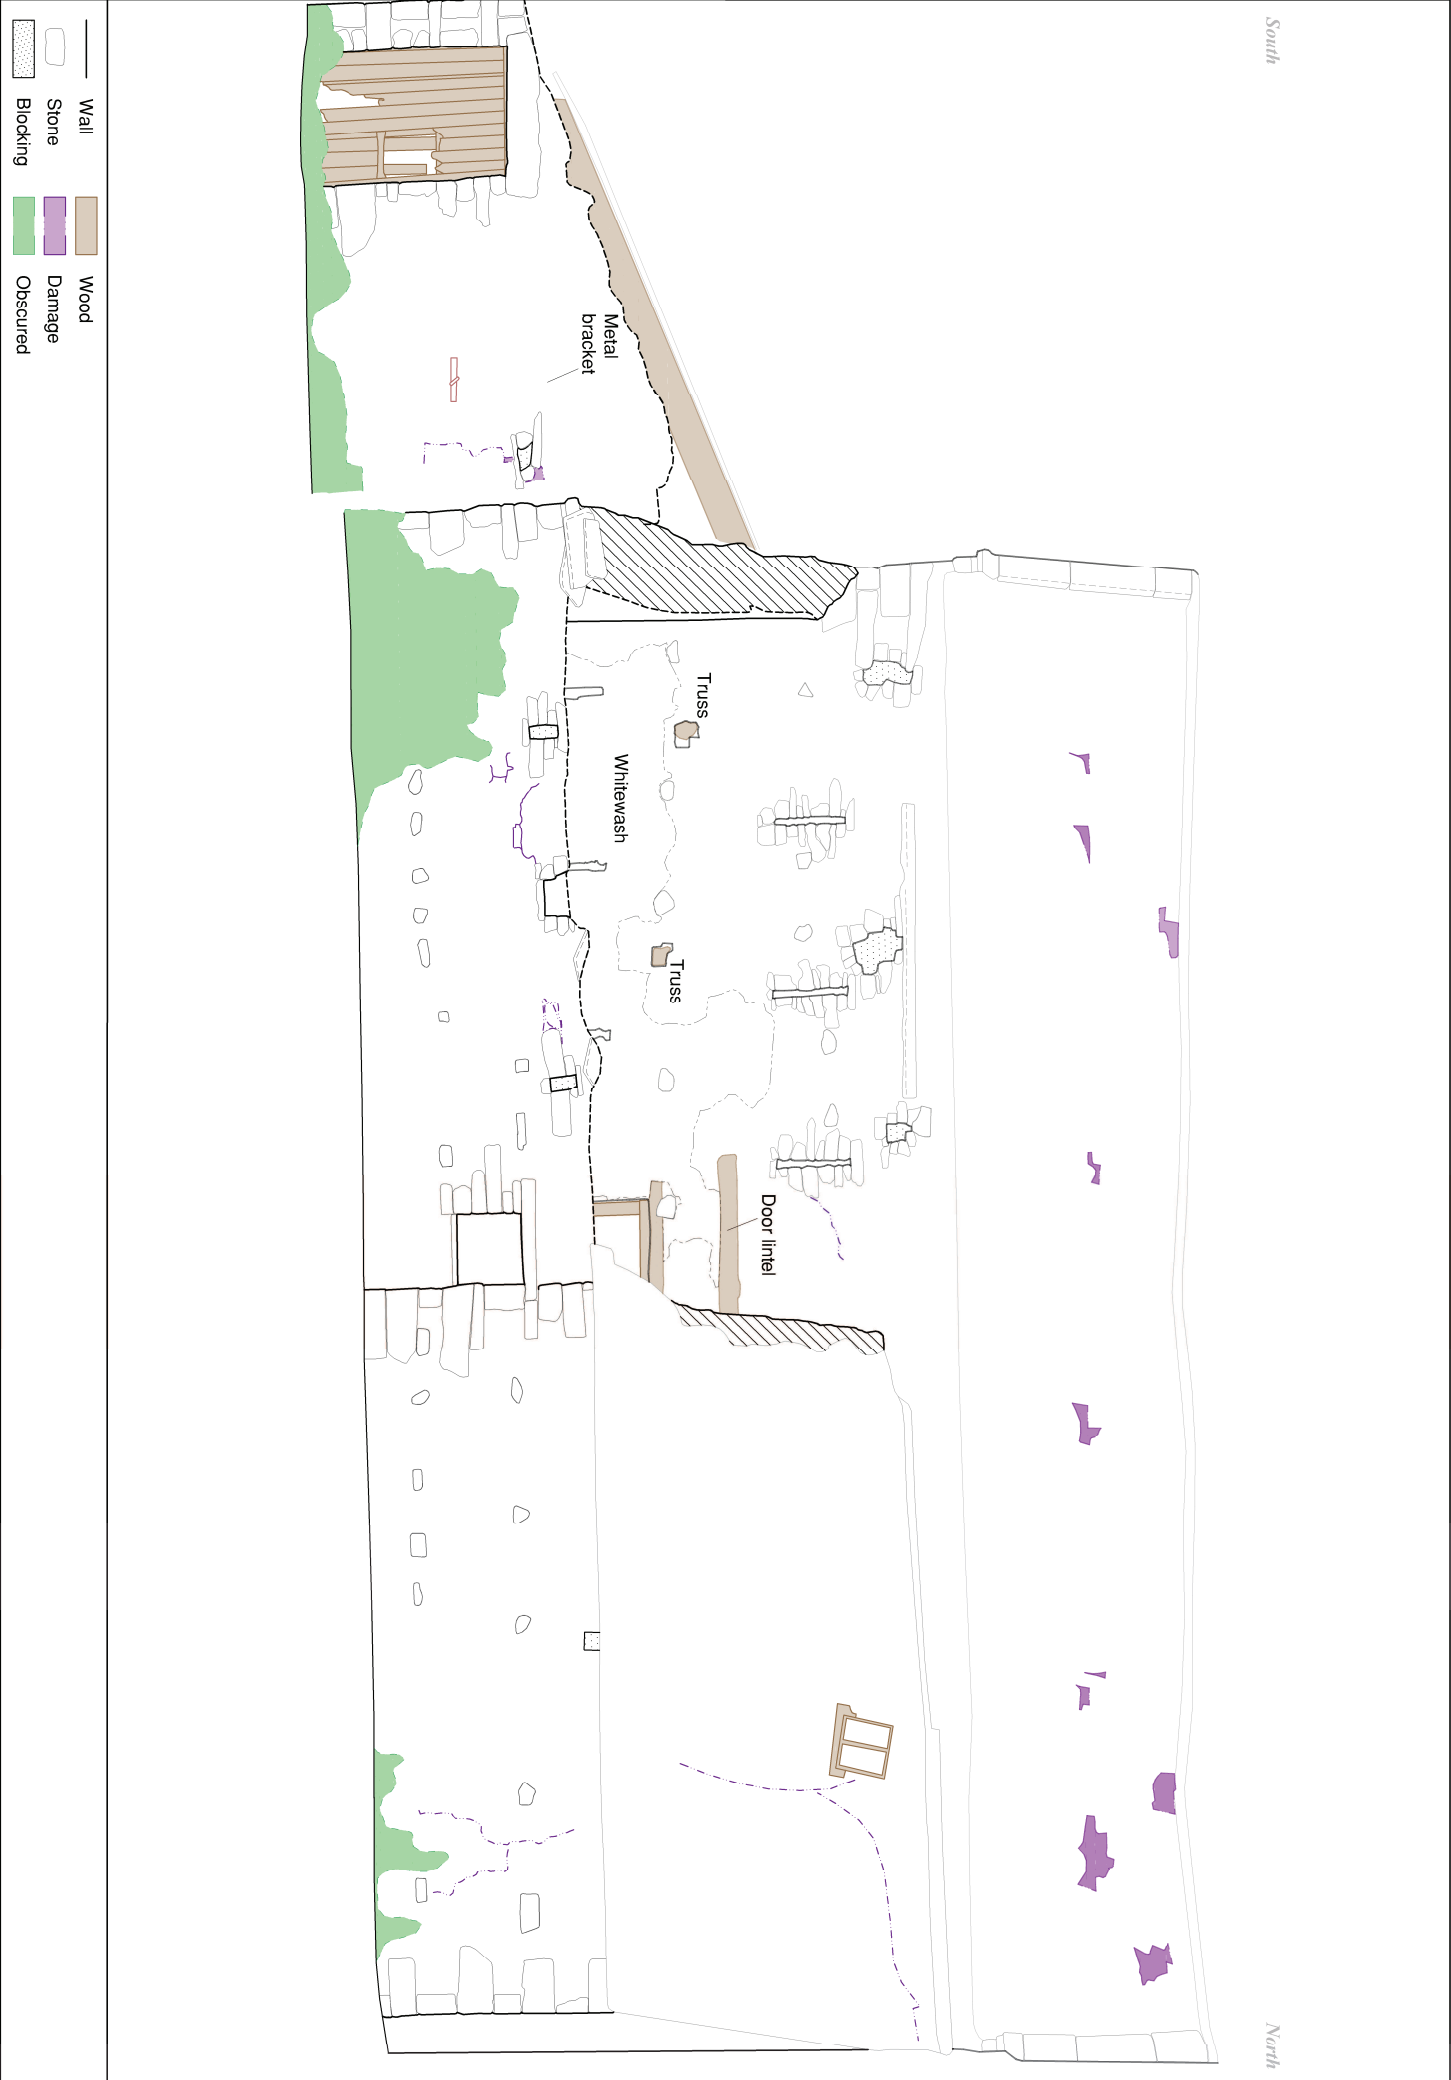 South
North
Metal
bracket
Truss
Whitewash
Truss
Door lintel
Wall
Stone
Blocking
Wood
Damage
Obscured